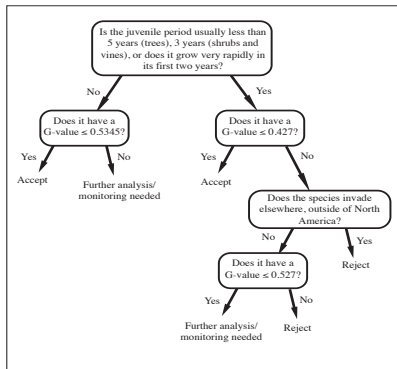 Is the juvenile period usually less than
5 years (trees), 3 years (shrubs and
vines), or does it grow very rapidly in
its first two years?
No
Yes
Does it have a
G-value ≤ 0.5345?
Does it have a
G-value ≤ 0.427?
Yes
No
Yes
No
Accept
Further analysis/
monitoring needed
Accept
Does the species invade
elsewhere, outside of North
America?
No
Yes
Does it have a
G-value ≤ 0.527?
Reject
Yes
No
Further analysis/
monitoring needed
Reject